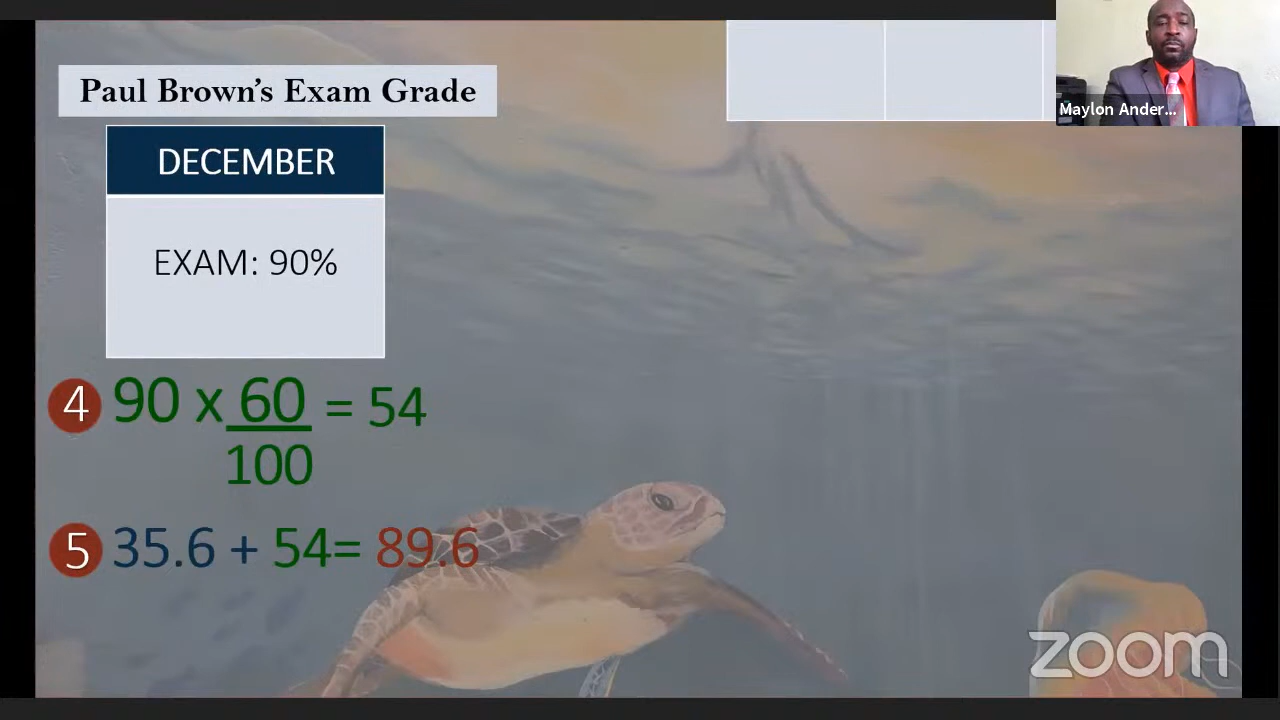 Paul Brown's Exam Grade
Maylon Ander...
DECEMBER
EXAM: 90%
4 90 x 60 = 54
100
5 35.6 + 54= 89.6
zoom